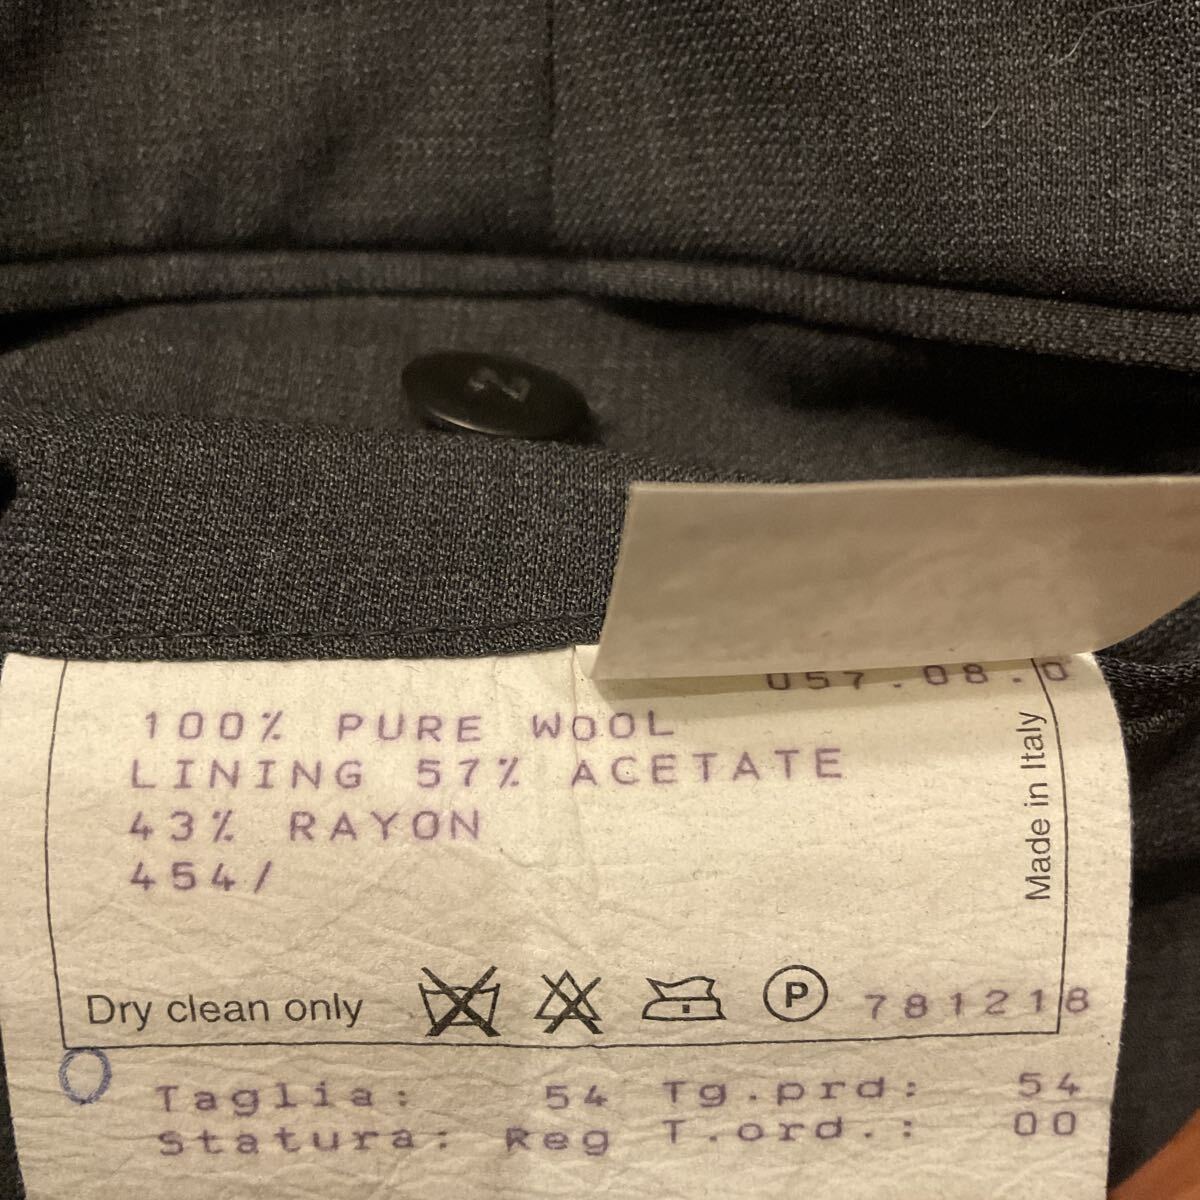 057.08.0
100% PURE WOOL
LINING 57% ACETATE
43% RAYON
454/
Made in Italy
Dry clean only P 781218
Taglia: 54 Tg.prd: 54
Statura: Reg T.ord.: 00